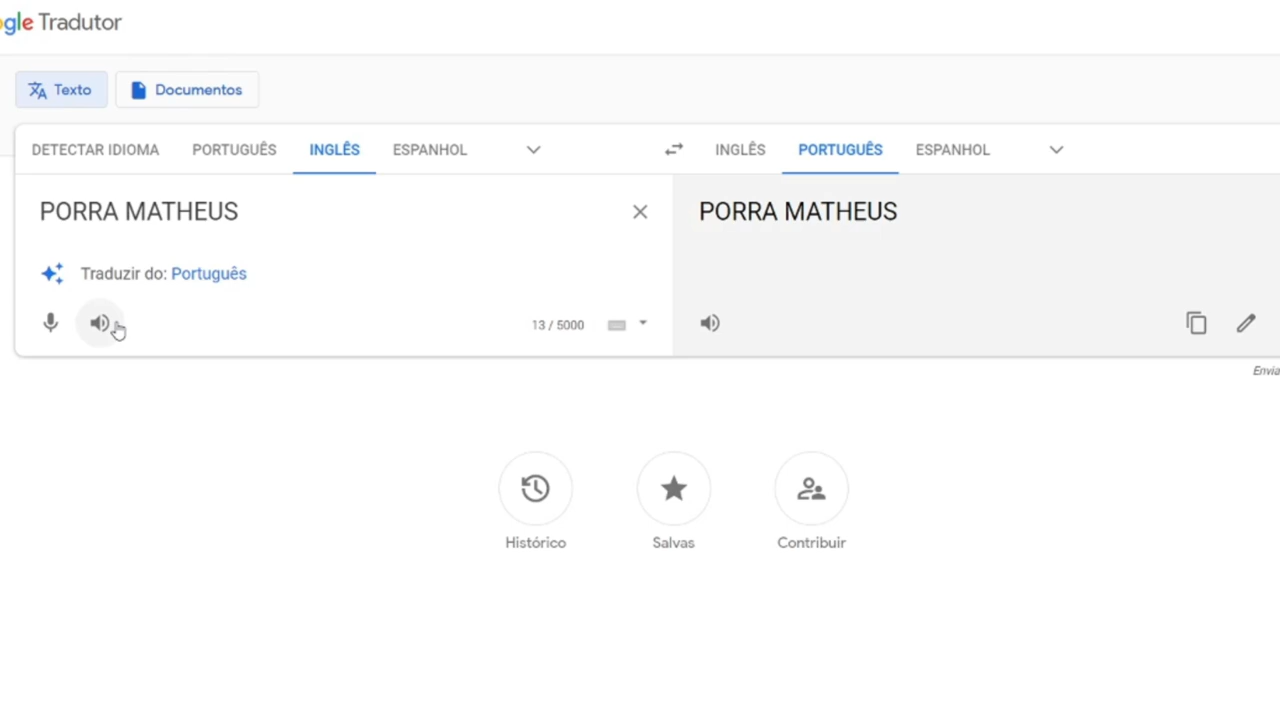 gle Tradutor
Texto Documentos
DETECTAR IDIOMA PORTUGUÊS INGLÊS ESPANHOL INGLÊS PORTUGUÊS ESPANHOL
PORRA MATHEUS PORRA MATHEUS
Traduzir do: Português
13 / 5000
Envia
Histórico Salvas Contribuir